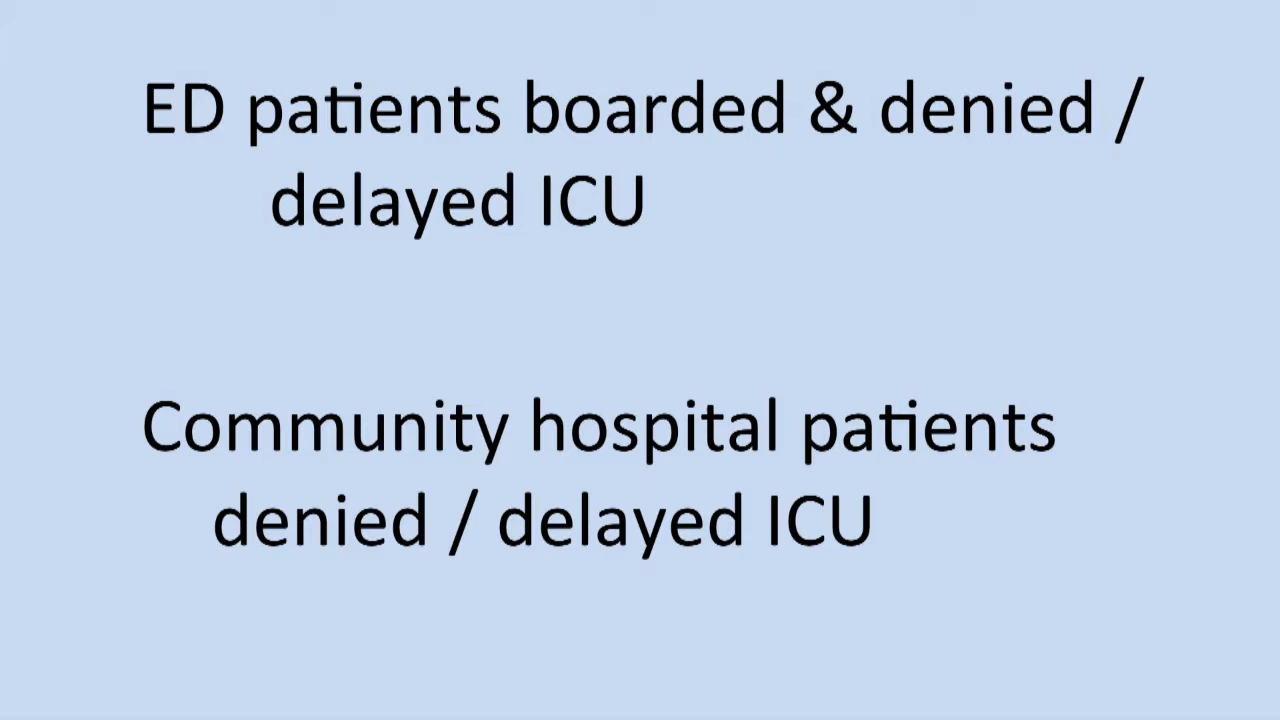 ED patients boarded & denied /
delayed ICU
Community hospital patients
denied / delayed ICU